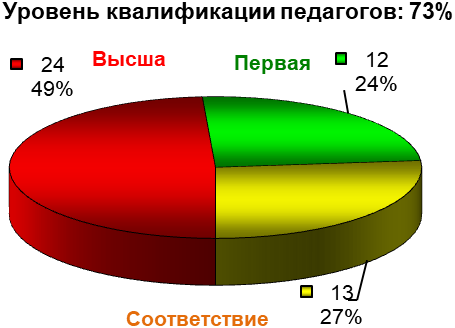 Уровень квалификации педагогов: 73%
24
49%
Высша
Первая
12
24%
13
27%
Соответствие